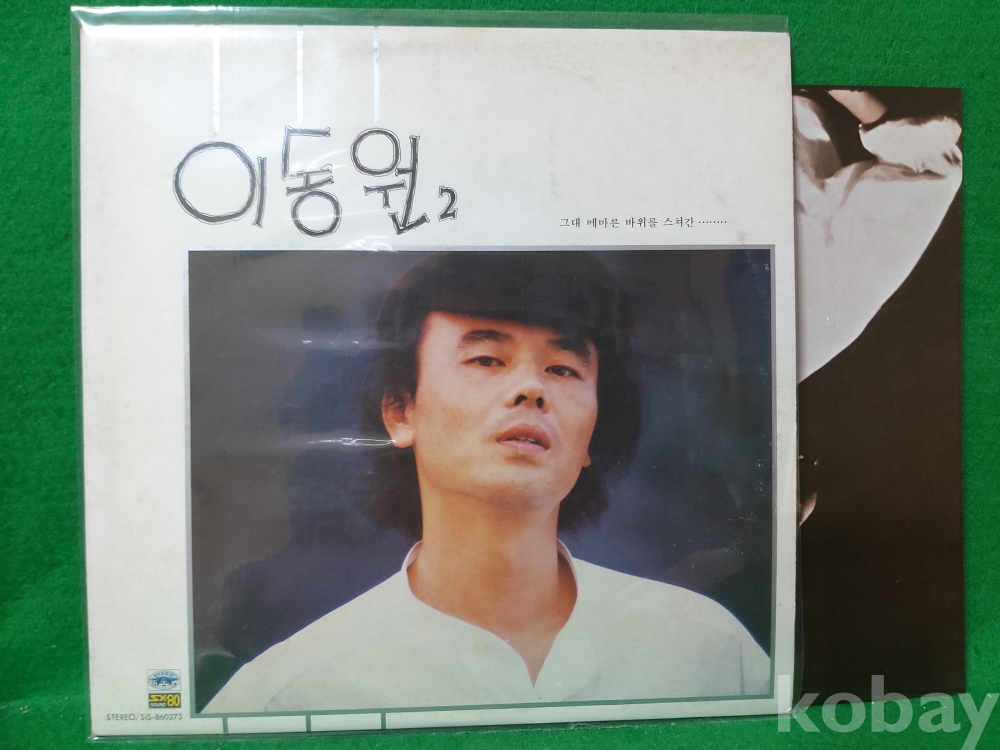 이동원 2
그대 메마른 바위를 스쳐간 ········
SX-80
SOUND
STEREO/SIS-860273
kobay